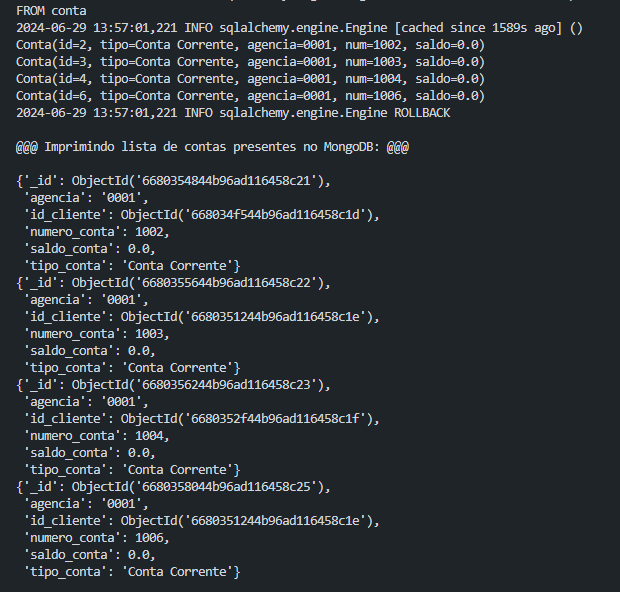 FROM conta
2024-06-29 13:57:01,221 INFO sqlalchemy.engine.Engine [cached since 1589s ago] ()
Conta(id=2, tipo=Conta Corrente, agencia=0001, num=1002, saldo=0.0)
Conta(id=3, tipo=Conta Corrente, agencia=0001, num=1003, saldo=0.0)
Conta(id=4, tipo=Conta Corrente, agencia=0001, num=1004, saldo=0.0)
Conta(id=6, tipo=Conta Corrente, agencia=0001, num=1006, saldo=0.0)
2024-06-29 13:57:01,221 INFO sqlalchemy.engine.Engine ROLLBACK
@@@ Imprimindo lista de contas presentes no MongoDB: @@@
{'_id': ObjectId('6680354844b96ad116458c21'),
 'agencia': '0001',
 'id_cliente': ObjectId('668034f544b96ad116458c1d'),
 'numero_conta': 1002,
 'saldo_conta': 0.0,
 'tipo_conta': 'Conta Corrente'}
{'_id': ObjectId('6680355644b96ad116458c22'),
 'agencia': '0001',
 'id_cliente': ObjectId('6680351244b96ad116458c1e'),
 'numero_conta': 1003,
 'saldo_conta': 0.0,
 'tipo_conta': 'Conta Corrente'}
{'_id': ObjectId('6680356244b96ad116458c23'),
 'agencia': '0001',
 'id_cliente': ObjectId('6680352f44b96ad116458c1f'),
 'numero_conta': 1004,
 'saldo_conta': 0.0,
 'tipo_conta': 'Conta Corrente'}
{'_id': ObjectId('6680358044b96ad116458c25'),
 'agencia': '0001',
 'id_cliente': ObjectId('6680351244b96ad116458c1e'),
 'numero_conta': 1006,
 'saldo_conta': 0.0,
 'tipo_conta': 'Conta Corrente'}